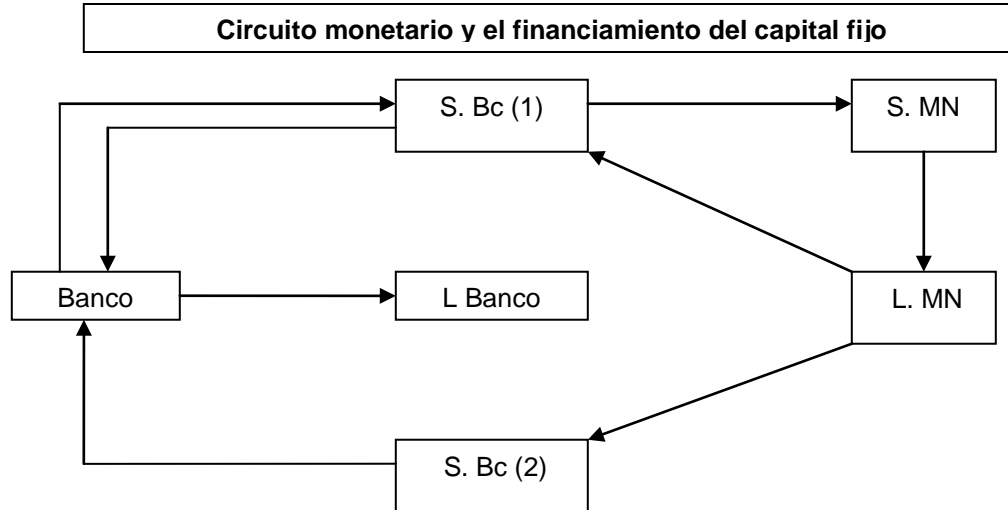 Circuito monetario y el financiamiento del capital fijo
S. Bc (1)
S. MN
Banco
L Banco
L. MN
S. Bc (2)